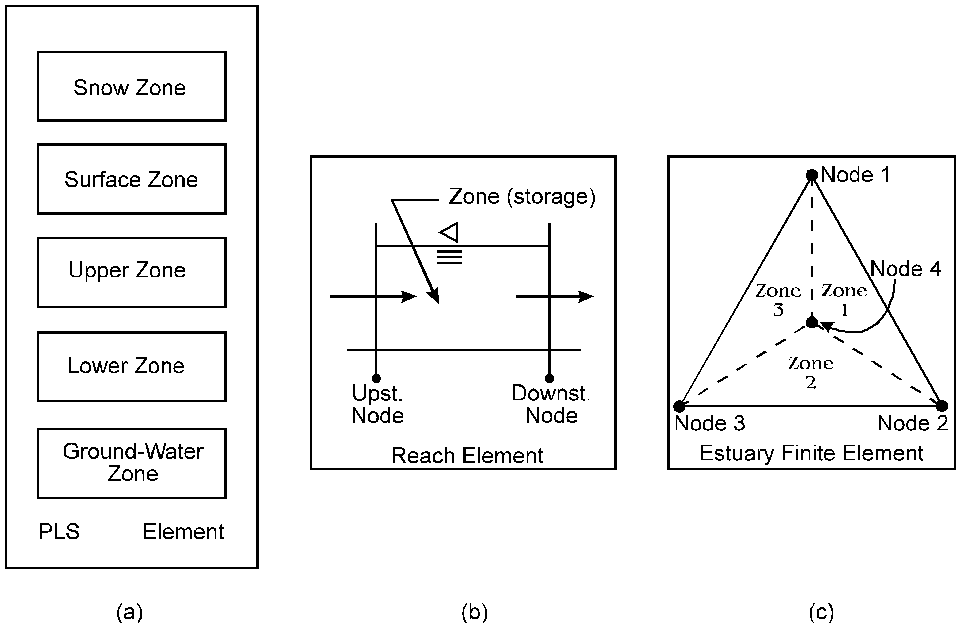 Snow Zone
Surface Zone
Upper Zone
Lower Zone
Ground-Water
Zone
PLS Element
(a)
Zone (storage)
Upst.
Node
Downst.
Node
Reach Element
(b)
Node 1
Node 4
Zone
3
Zone
1
Zone
2
Node 3
Node 2
Estuary Finite Element
(c)